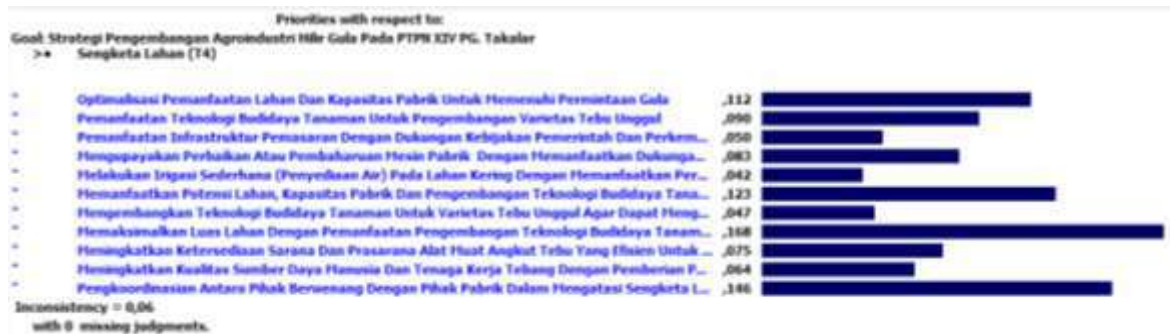 Priorities with respect to:
Goal: Strategi Pengembangan Agroindustri Hilir Gula Pada PTPN XIV PG. Takalar
>• Sengketa Lahan (T4)
Optimalisasi Pemanfaatan Lahan Dan Kapasitas Pabrik Untuk Memenuhi Permintaan Gula ,112
Pemanfaatan Teknologi Budidaya Tanaman Untuk Pengembangan Varietas Tebu Unggul ,090
Pemanfaatan Infrastruktur Pemasaran Dengan Dukungan Kebijakan Pemerintah Dan Perkem... ,050
Mengupayakan Perbaikan Atau Pembaharuan Mesin Pabrik Dengan Memanfaatkan Dukunga... ,083
Melakukan Irigasi Sederhana (Penyediaan Air) Pada Lahan Kering Dengan Memanfaatkan Per... ,042
Memanfaatkan Potensi Lahan, Kapasitas Pabrik Dan Pengembangan Teknologi Budidaya Tana... ,123
Mengembangkan Teknologi Budidaya Tanaman Untuk Varietas Tebu Unggul Agar Dapat Meng... ,047
Memaksimalkan Luas Lahan Dengan Pemanfaatan Pengembangan Teknologi Budidaya Tanam... ,168
Meningkatkan Ketersediaan Sarana Dan Prasarana Alat Muat Angkut Tebu Yang Efisien Untuk ... ,075
Meningkatkan Kualitas Sumber Daya Manusia Dan Tenaga Kerja Tebang Dengan Pemberian P... ,064
Pengkoordinasian Antara Pihak Berwenang Dengan Pihak Pabrik Dalam Mengatasi Sengketa L... ,146
Inconsistency = 0,06
with 0 missing judgments.